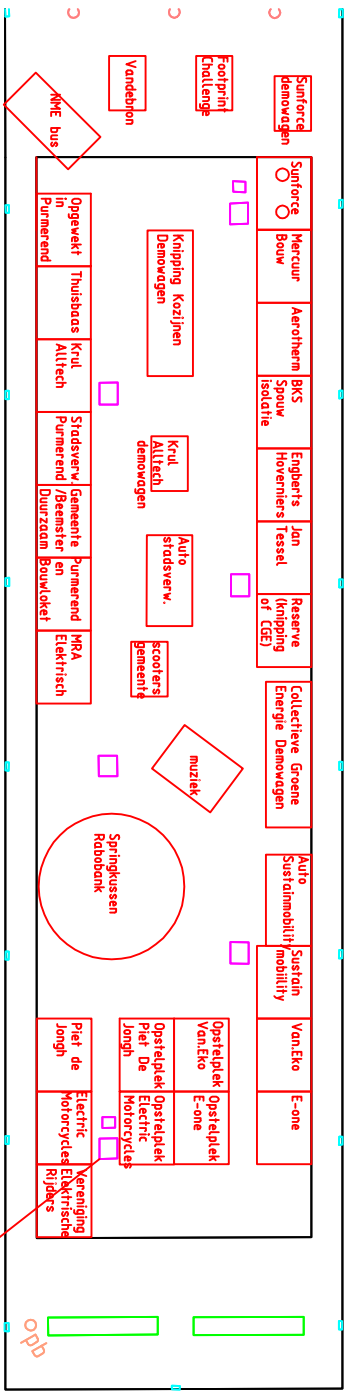 Sunforce
demowagen
Footprint
Challenge
Vandebron
NME bus
Sunforce
Mercuur
Bouw
Aerotherm
BKS
Spouw
isolatie
Engberts
Hoverniers
Jan
Tessel
Reserve
(knipping
of CGE)
Collectieve Groene
Energie Demowagen
Auto
Sustainmobility
Sustain
mobiility
Van.Eko
E-one
Knipping Kozijnen
Demowagen
Krul
Alltech
demowagen
Auto
stadsverw.
scooters
gemeente
muziek
Springkussen
Rabobank
Opstelplek
Van.Eko
Opstelplek
E-one
Opstelplek
Piet De
Jongh
Opstelplek
Electric
Motorcycles
Opgewekt
in
Purmerend
Thuisbaas
Krul
Alltech
Stadsverw.
Purmerend
Gemeente
/Beemster
Duurzaam
Purmerend
en
Bouwloket
MRA
Elektrisch
Piet de
Jongh
Electric
Motorcycles
Vereniging
Elektrische
Rijders
opb